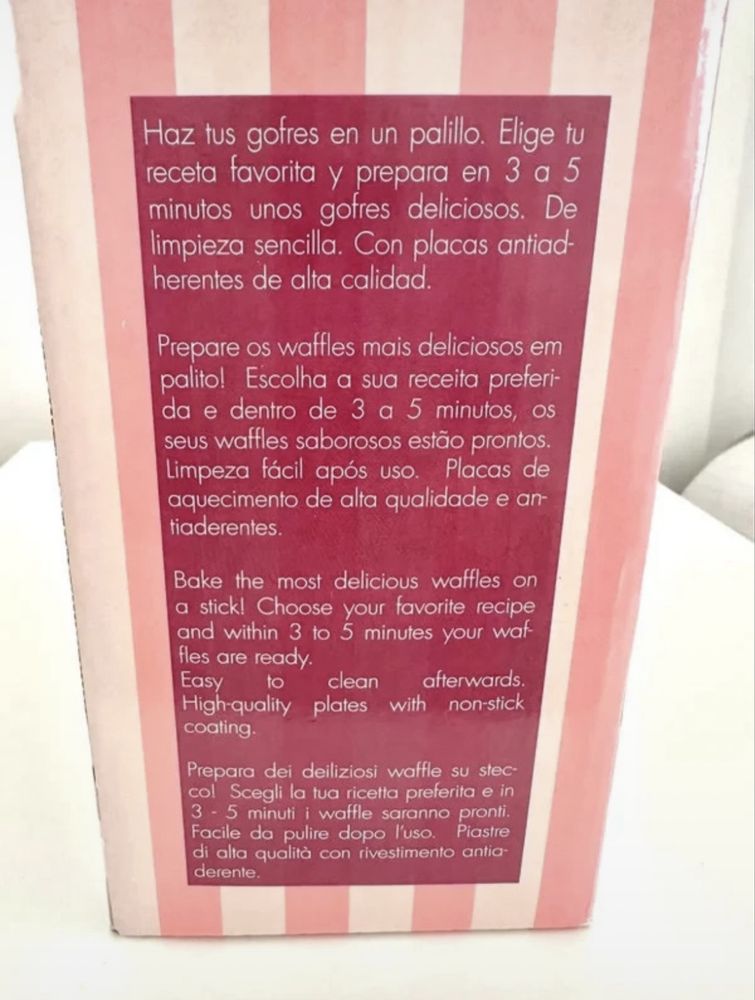 Haz tus gofres en un palillo. Elige tu
receta favorita y prepara en 3 a 5
minutos unos gofres deliciosos. De
limpieza sencilla. Con placas antiad-
herentes de alta calidad.
Prepare os waffles mais deliciosos em
palito! Escolha a sua receita preferi-
da e dentro de 3 a 5 minutos, os
seus waffles saborosos estão prontos.
Limpeza fácil após uso. Placas de
aquecimento de alta qualidade e an-
tiaderentes.
Bake the most delicious waffles on
a stick! Choose your favorite recipe
and within 3 to 5 minutes your waf-
fles are ready.
Easy to clean afterwards.
High-quality plates with non-stick
coating.
Prepara dei deiliziosi waffle su stec-
co! Scegli la tua ricetta preferita e in
3 - 5 minuti i waffle saranno pronti.
Facile da pulire dopo l'uso. Piastre
di alta qualità con rivestimento antia-
derente.